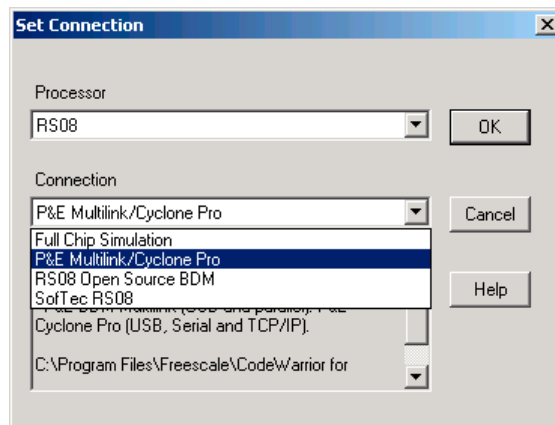 Set Connection
Processor
RS08
OK
Connection
P&E Multilink/Cyclone Pro
Cancel
Full Chip Simulation
P&E Multilink/Cyclone Pro
RS08 Open Source BDM
SofTec RS08
Help
Cyclone Pro (USB, Serial and TCP/IP).
C:\Program Files\Freescale\CodeWarrior for